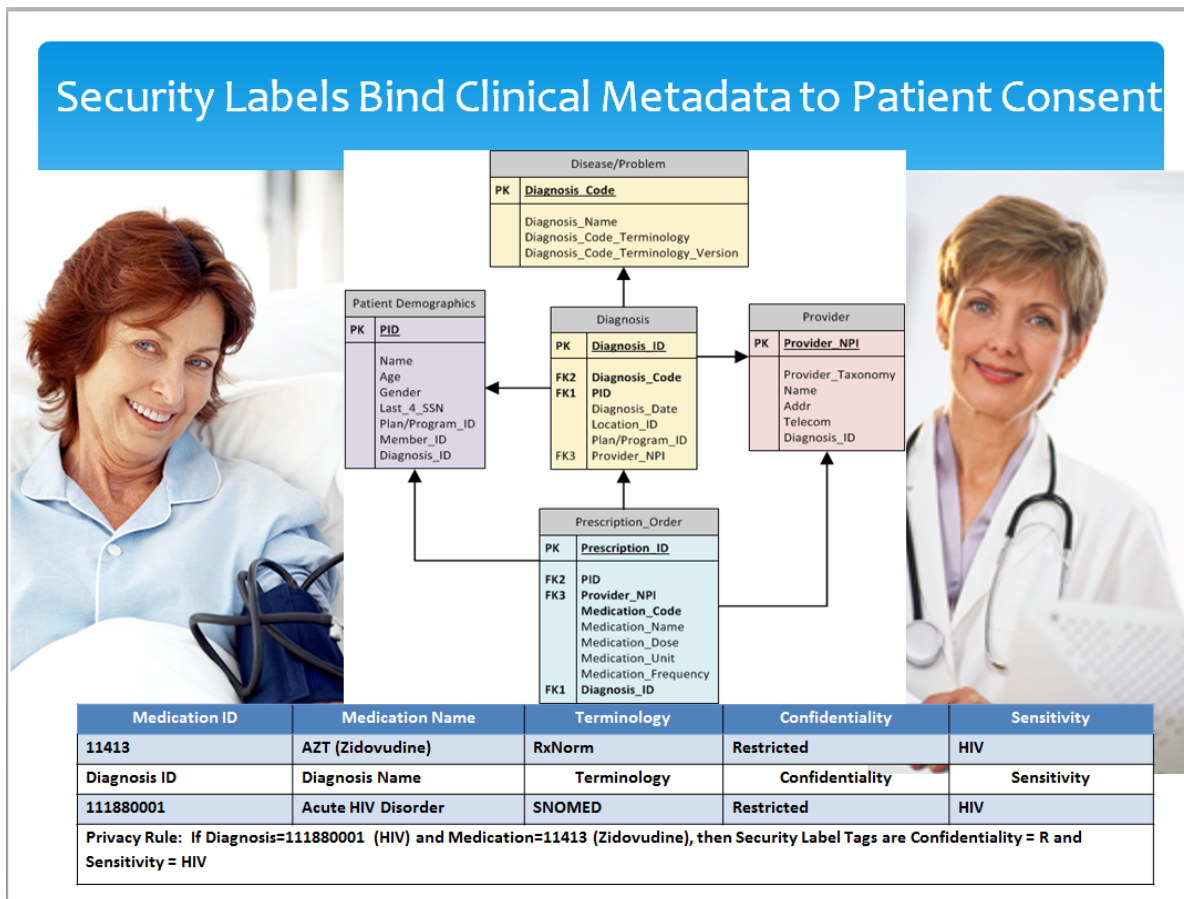 Security Labels Bind Clinical Metadata to Patient Consent
Disease/Problem
PK Diagnosis_Code
Diagnosis_Name
Diagnosis_Code_Terminology
Diagnosis_Code_Terminology_Version
Patient Demographics
PK PID
Name
Age
Gender
Last_4_SSN
Plan/Program_ID
Member_ID
Diagnosis_ID
Diagnosis
PK Diagnosis_ID
FK2 Diagnosis_Code
FK1 PID
Diagnosis_Date
Location_ID
Plan/Program_ID
FK3 Provider_NPI
Provider
PK Provider_NPI
Provider_Taxonomy
Name
Addr
Telecom
Diagnosis_ID
Prescription_Order
PK Prescription_ID
FK2 PID
FK3 Provider_NPI
Medication_Code
Medication_Name
Medication_Dose
Medication_Unit
Medication_Frequency
FK1 Diagnosis_ID
Medication ID Medication Name Terminology Confidentiality Sensitivity
11413 AZT (Zidovudine) RxNorm Restricted HIV
Diagnosis ID Diagnosis Name Terminology Confidentiality Sensitivity
111880001 Acute HIV Disorder SNOMED Restricted HIV
Privacy Rule: If Diagnosis=111880001 (HIV) and Medication=11413 (Zidovudine), then Security Label Tags are Confidentiality = R and
Sensitivity = HIV